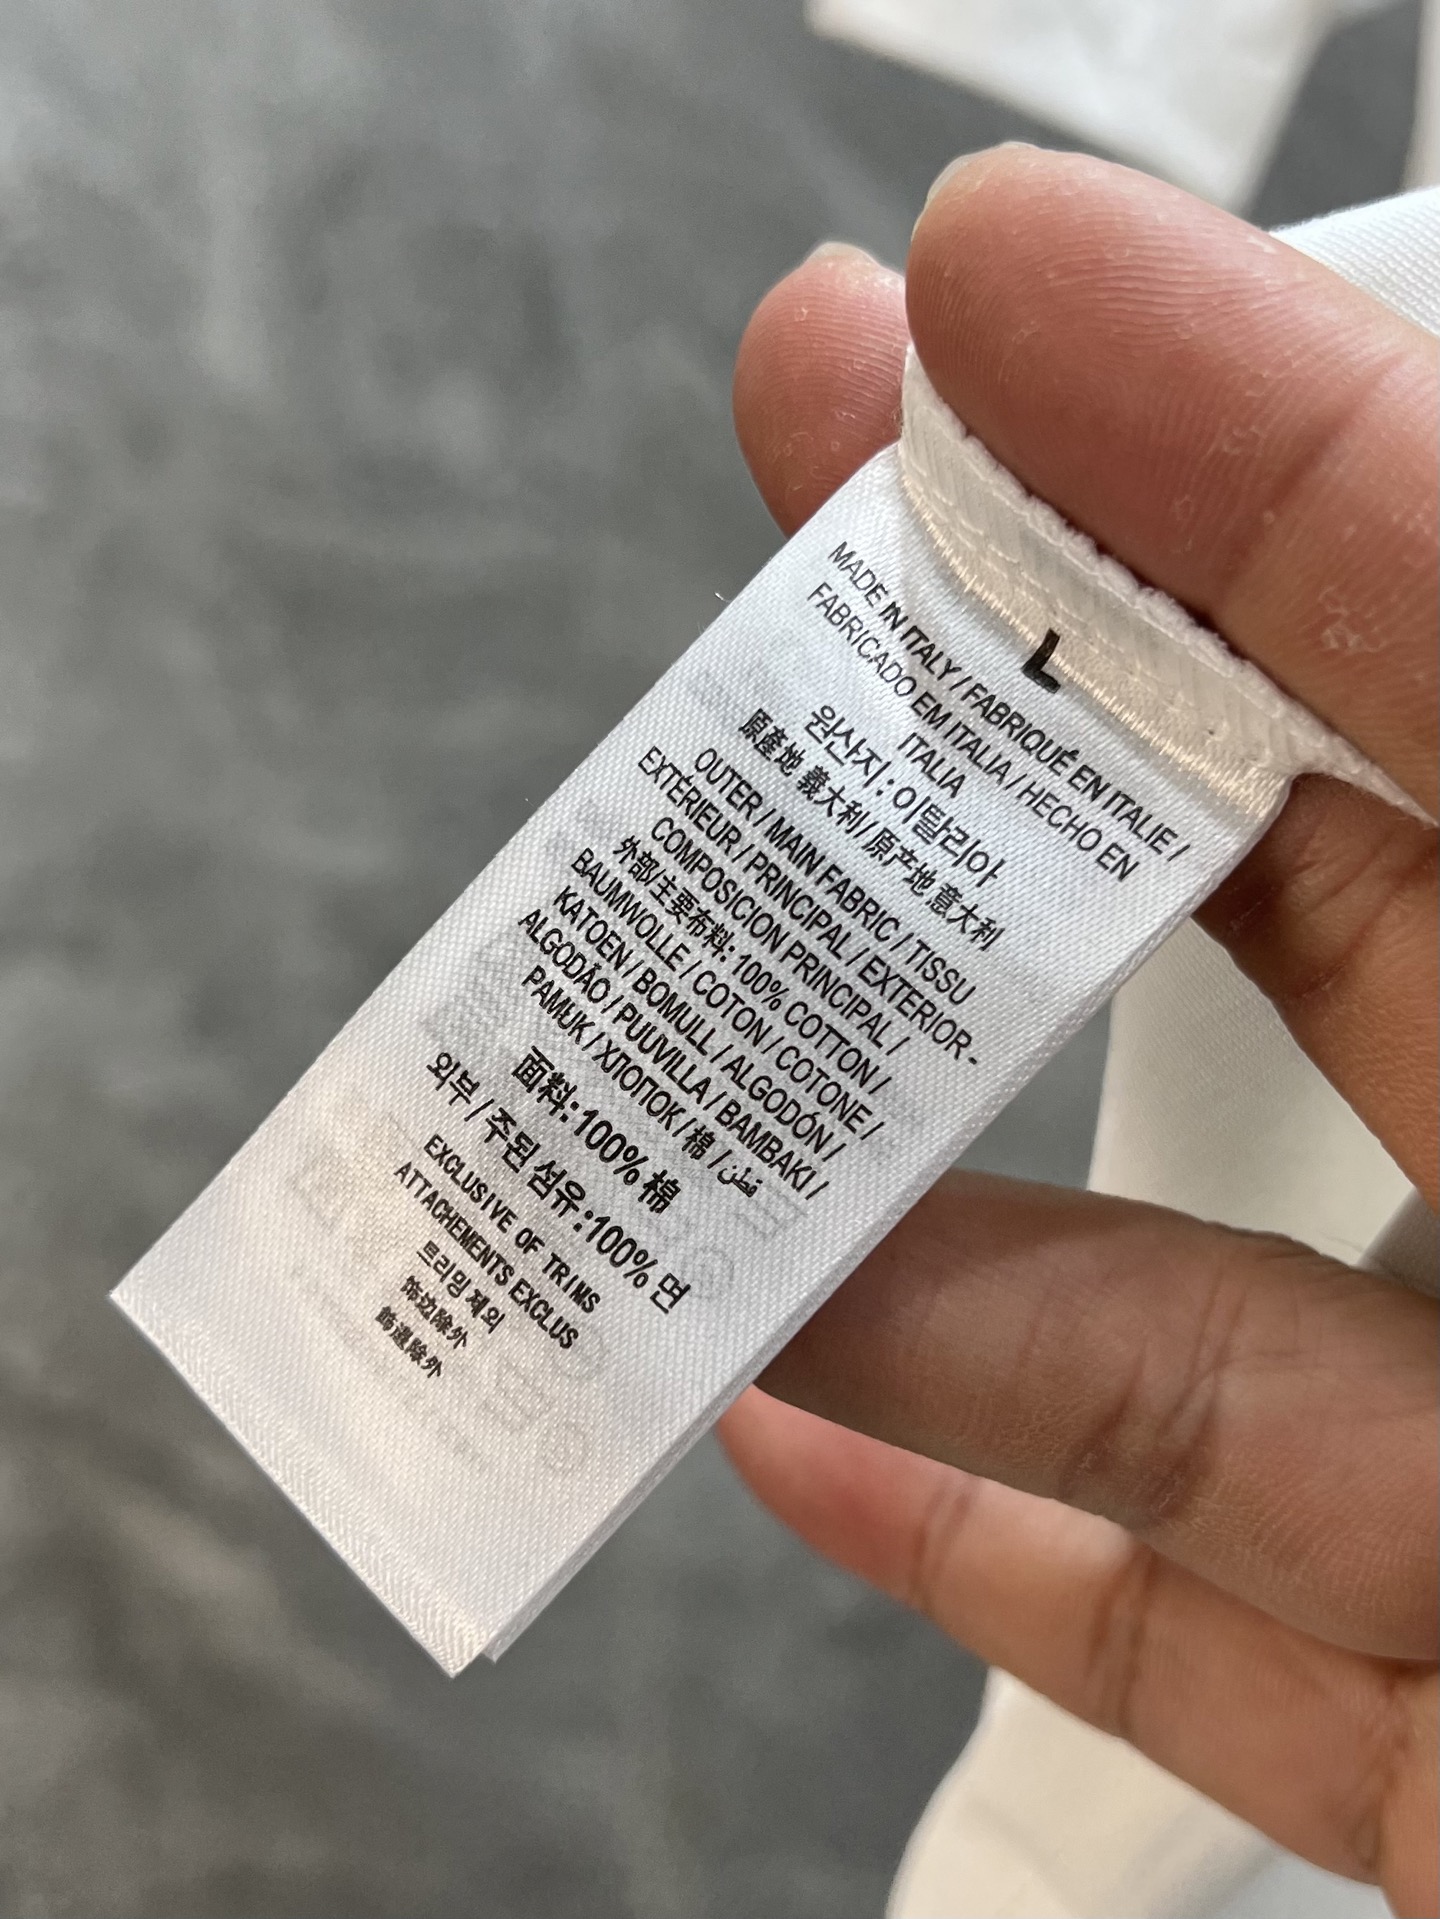 L
MADE IN ITALY / FABRIQUÉ EN ITALIE /
FABRICADO EM ITALIA / HECHO EN
ITALIA
원산지 : 이탈리아
原產地 義大利 / 原产地 意大利
OUTER / MAIN FABRIC / TISSU
EXTÉRIEUR / PRINCIPAL / EXTERIOR -
COMPOSICION PRINCIPAL /
外部/主要布料: 100% COTTON /
BAUMWOLLE / COTON / COTONE /
KATOEN / BOMULL / ALGODÓN /
ALGODÃO / PUUVILLA / BAMBAKI /
PAMUK / ХЛОПОК / 棉 / قطن
面料: 100% 棉
외부 / 주된 섬유 :100% 면
EXCLUSIVE OF TRIMS
ATTACHEMENTS EXCLUS
트리밍 제외
饰边除外
飾邊除外